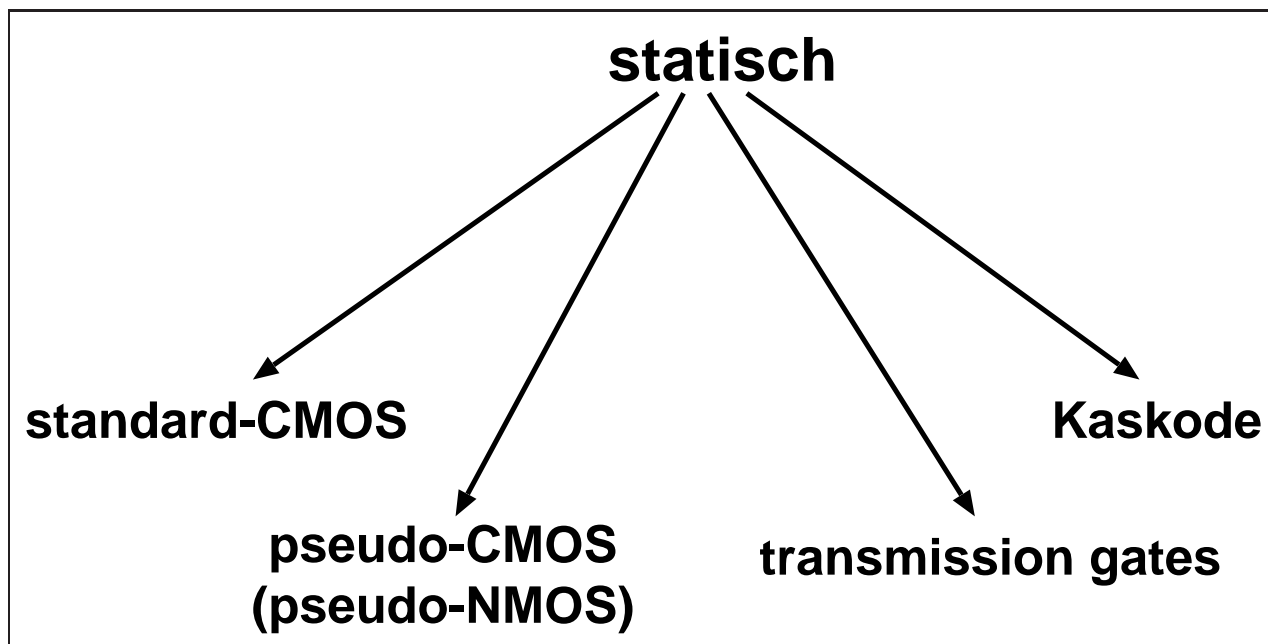 statisch
standard-CMOS
Kaskode
pseudo-CMOS
(pseudo-NMOS)
transmission gates